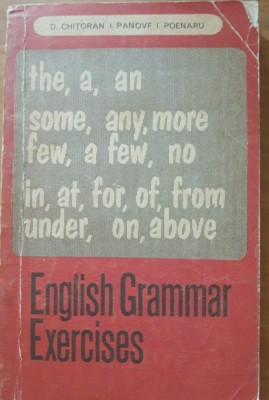 D. CHITORAN I. PANOVF I. POENARU
the, a, an
some, any, more
few, a few, no
in, at, for, of, from
under, on, above
English Grammar
Exercises